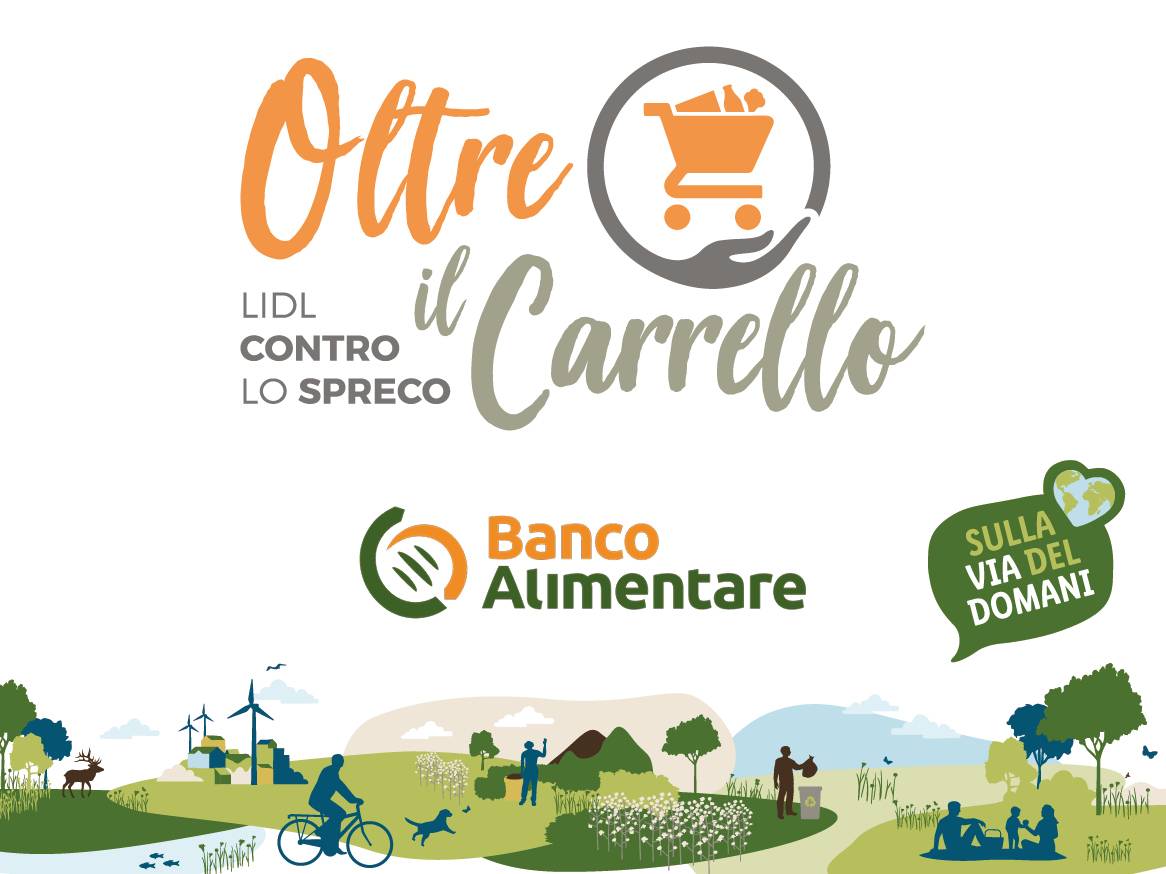 Oltre
il Carrello
LIDL
CONTRO
LO SPRECO
Banco
Alimentare
SULLA
VIA DEL
DOMANI